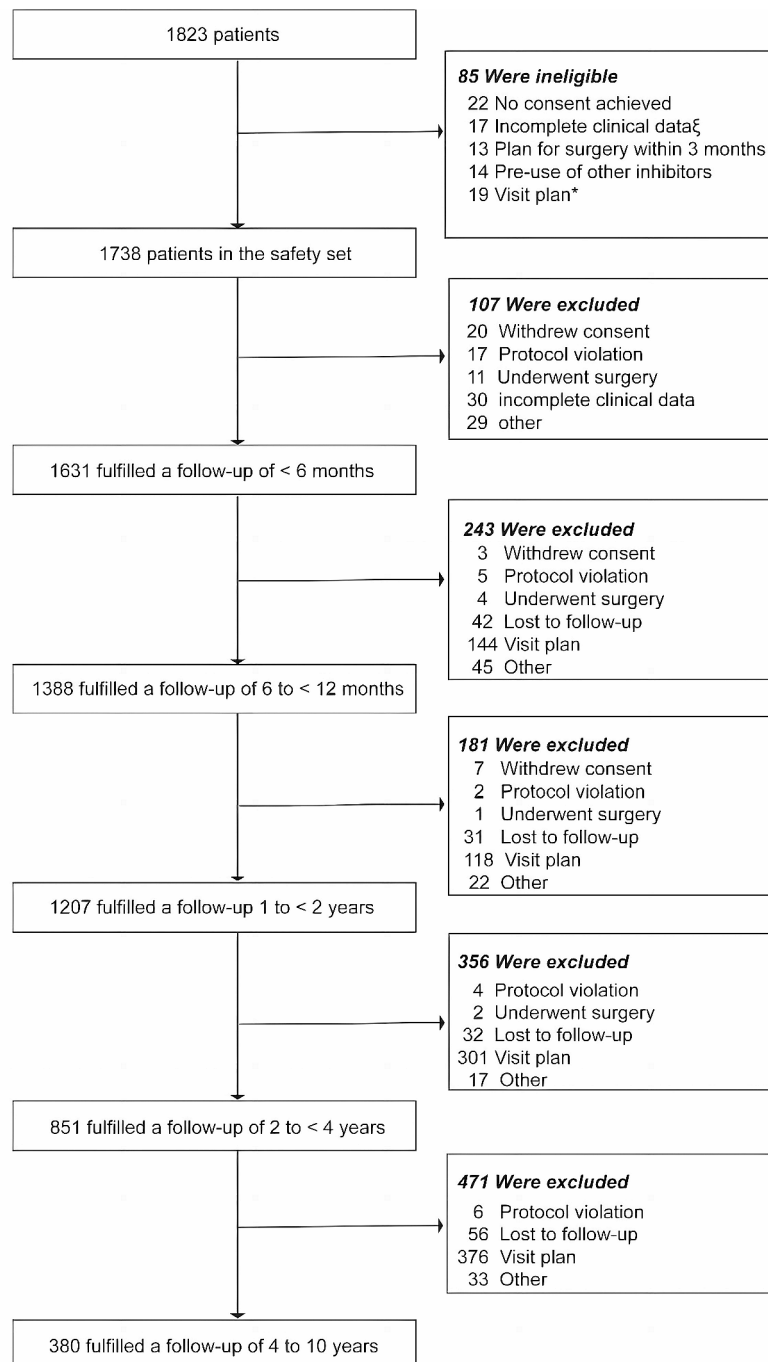 1823 patients
85 Were ineligible
22 No consent achieved
17 Incomplete clinical dataξ
13 Plan for surgery within 3 months
14 Pre-use of other inhibitors
19 Visit plan*
1738 patients in the safety set
107 Were excluded
20 Withdrew consent
17 Protocol violation
11 Underwent surgery
30 incomplete clinical data
29 other
1631 fulfilled a follow-up of < 6 months
243 Were excluded
3 Withdrew consent
5 Protocol violation
4 Underwent surgery
42 Lost to follow-up
144 Visit plan
45 Other
1388 fulfilled a follow-up of 6 to < 12 months
181 Were excluded
7 Withdrew consent
2 Protocol violation
1 Underwent surgery
31 Lost to follow-up
118 Visit plan
22 Other
1207 fulfilled a follow-up 1 to < 2 years
356 Were excluded
4 Protocol violation
2 Underwent surgery
32 Lost to follow-up
301 Visit plan
17 Other
851 fulfilled a follow-up of 2 to < 4 years
471 Were excluded
6 Protocol violation
56 Lost to follow-up
376 Visit plan
33 Other
380 fulfilled a follow-up of 4 to 10 years